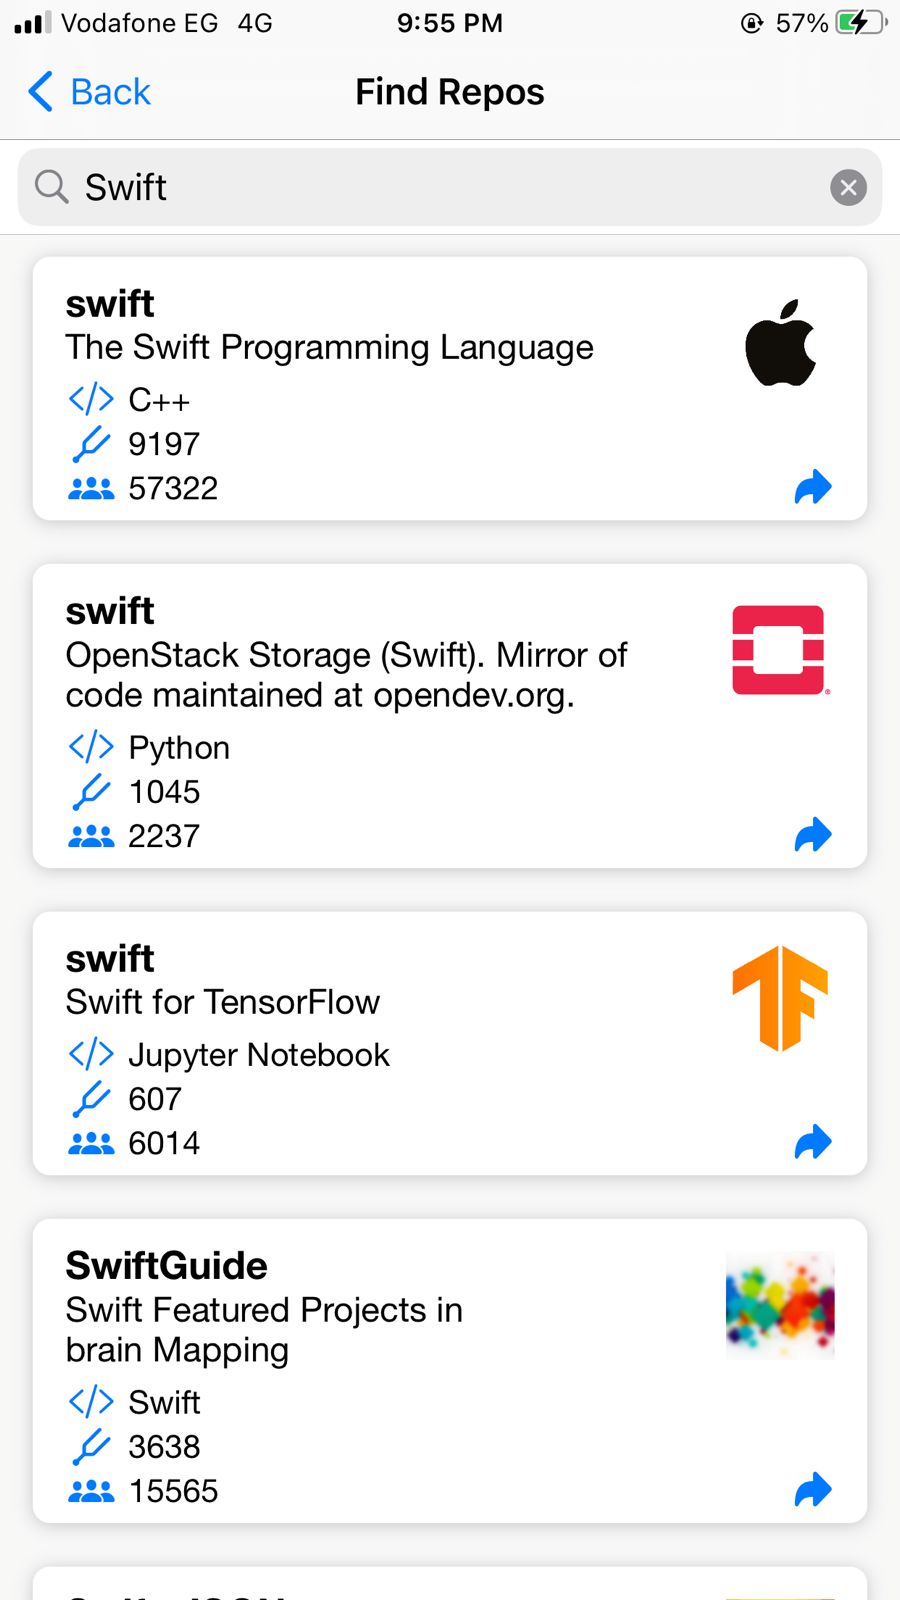 Vodafone EG 4G 9:55 PM 57%
Back Find Repos
Swift
swift
The Swift Programming Language
</> C++
9197
57322
swift
OpenStack Storage (Swift). Mirror of
code maintained at opendev.org.
</> Python
1045
2237
swift
Swift for TensorFlow
</> Jupyter Notebook
607
6014
SwiftGuide
Swift Featured Projects in
brain Mapping
</> Swift
3638
15565